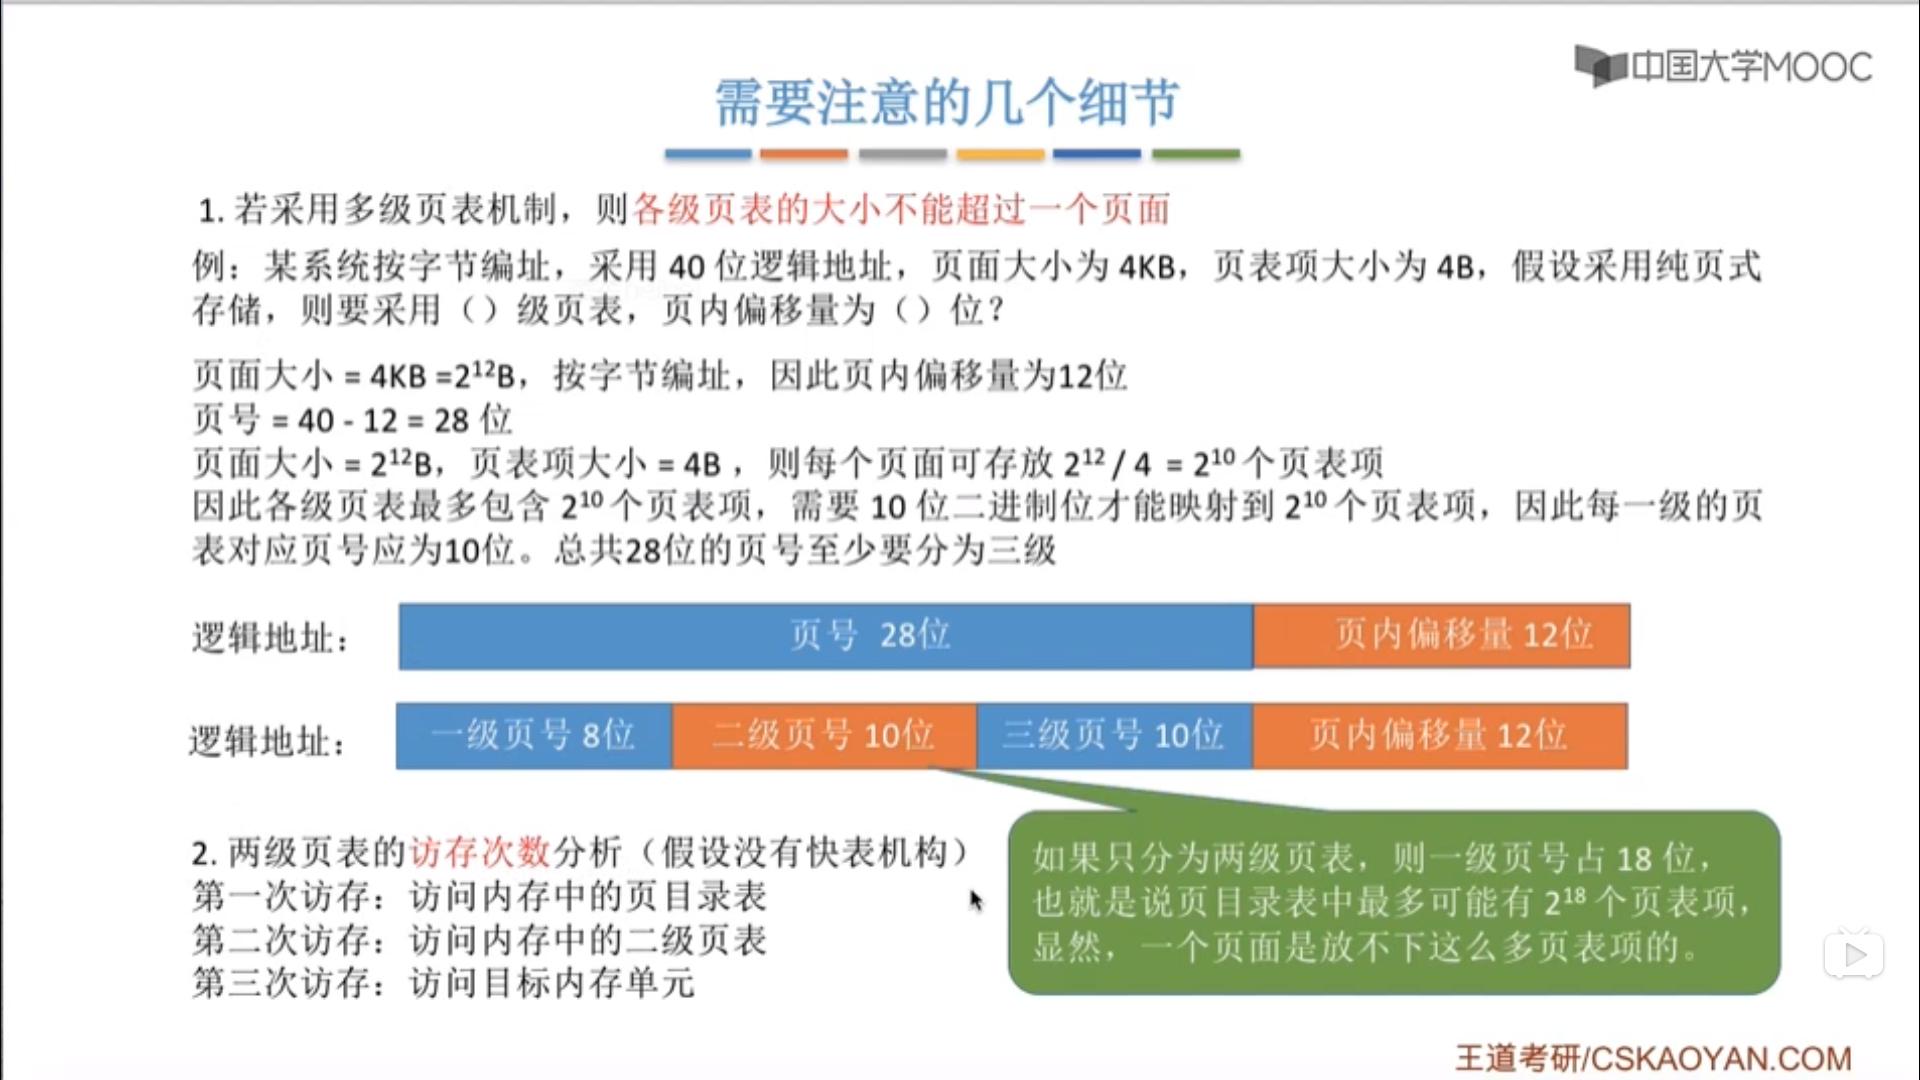 中国大学MOOC
需要注意的几个细节
1. 若采用多级页表机制，则各级页表的大小不能超过一个页面
例：某系统按字节编址，采用 40 位逻辑地址，页面大小为 4KB，页表项大小为 4B，假设采用纯页式
存储，则要采用（）级页表，页内偏移量为（）位？
页面大小 = 4KB =2¹²B，按字节编址，因此页内偏移量为12位
页号 = 40 - 12 = 28 位
页面大小 = 2¹²B，页表项大小 = 4B ，则每个页面可存放 2¹² / 4 = 2¹⁰ 个页表项
因此各级页表最多包含 2¹⁰ 个页表项，需要 10 位二进制位才能映射到 2¹⁰ 个页表项，因此每一级的页
表对应页号应为10位。总共28位的页号至少要分为三级
逻辑地址： 页号 28位 页内偏移量 12位
逻辑地址： 一级页号 8位 二级页号 10位 三级页号 10位 页内偏移量 12位
2. 两级页表的访存次数分析（假设没有快表机构）
第一次访存：访问内存中的页目录表
第二次访存：访问内存中的二级页表
第三次访存：访问目标内存单元
如果只分为两级页表，则一级页号占 18 位，
也就是说页目录表中最多可能有 2¹⁸ 个页表项，
显然，一个页面是放不下这么多页表项的。
王道考研/CSKAOYAN.COM